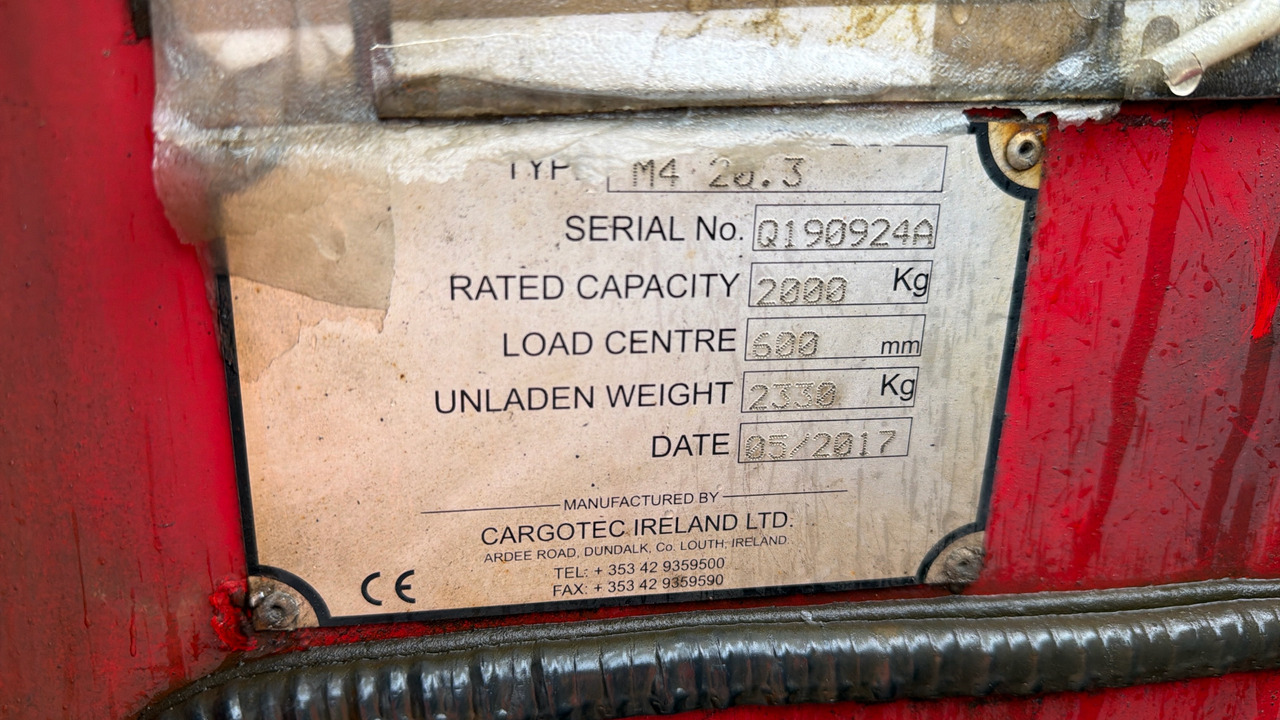 TYPE M4 20.3
SERIAL No. Q190924A
RATED CAPACITY 2000 Kg
LOAD CENTRE 600 mm
UNLADEN WEIGHT 2330 Kg
DATE 05/2017
MANUFACTURED BY
CARGOTEC IRELAND LTD.
ARDEE ROAD, DUNDALK, Co. LOUTH, IRELAND.
TEL: + 353 42 9359500
FAX: + 353 42 9359590
CE